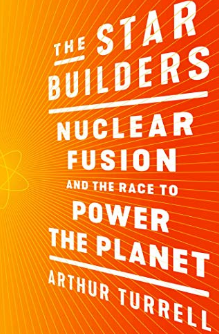 THE STAR
BUILDERS
NUCLEAR
FUSION
AND THE RACE TO
POWER
THE PLANET
ARTHUR TURRELL